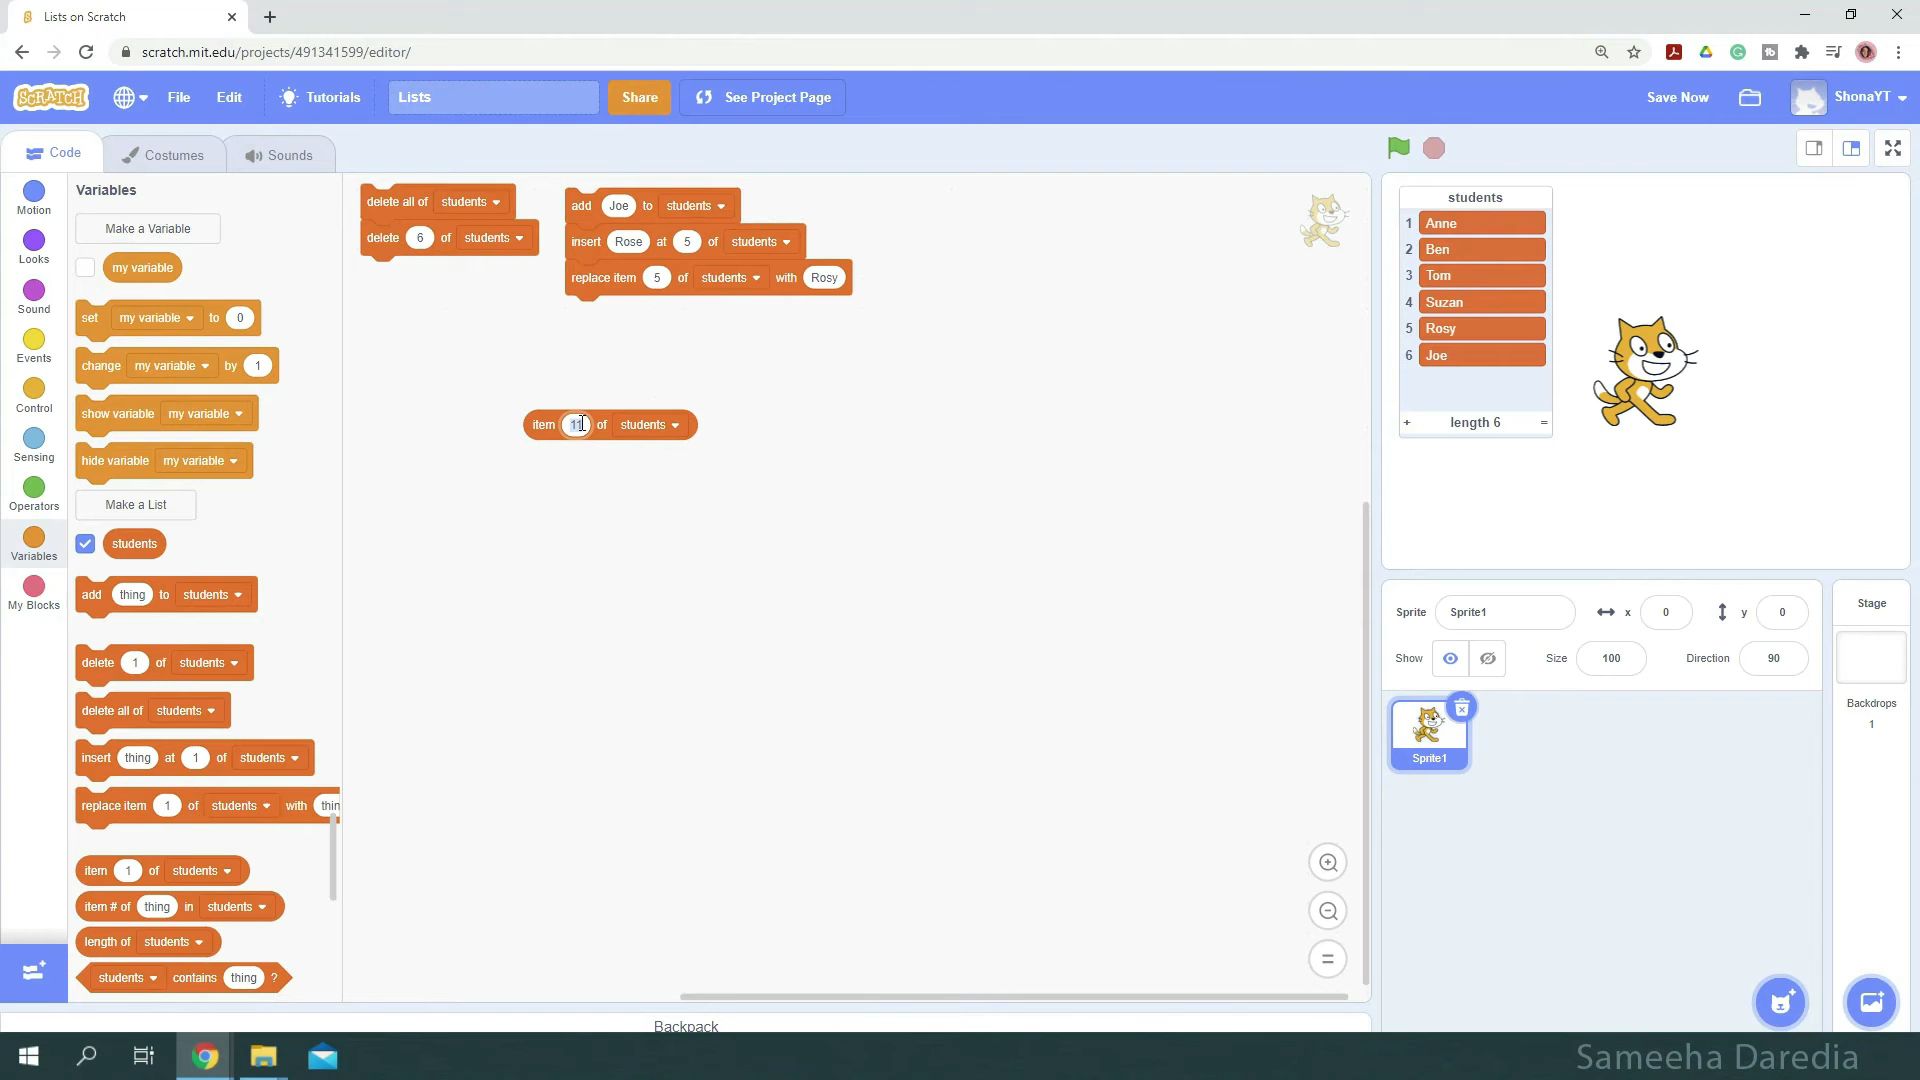 Lists on Scratch
scratch.mit.edu/projects/491341599/editor/
SCRATCH
File
Edit
Tutorials
Lists
Share
See Project Page
Save Now
ShonaYT
Code
Costumes
Sounds
Motion
Looks
Sound
Events
Control
Sensing
Operators
Variables
My Blocks
Variables
Make a Variable
my variable
set my variable to 0
change my variable by 1
show variable my variable
hide variable my variable
Make a List
students
add thing to students
delete 1 of students
delete all of students
insert thing at 1 of students
replace item 1 of students with thin
item 1 of students
item # of thing in students
length of students
students contains thing ?
delete all of students
delete 6 of students
add Joe to students
insert Rose at 5 of students
replace item 5 of students with Rosy
item of students
Backpack
students
1 Anne
2 Ben
3 Tom
4 Suzan
5 Rosy
6 Joe
+ length 6 =
Sprite Sprite1 x 0 y 0
Show Size 100 Direction 90
Sprite1
Stage
Backdrops
1
Sameeha Daredia